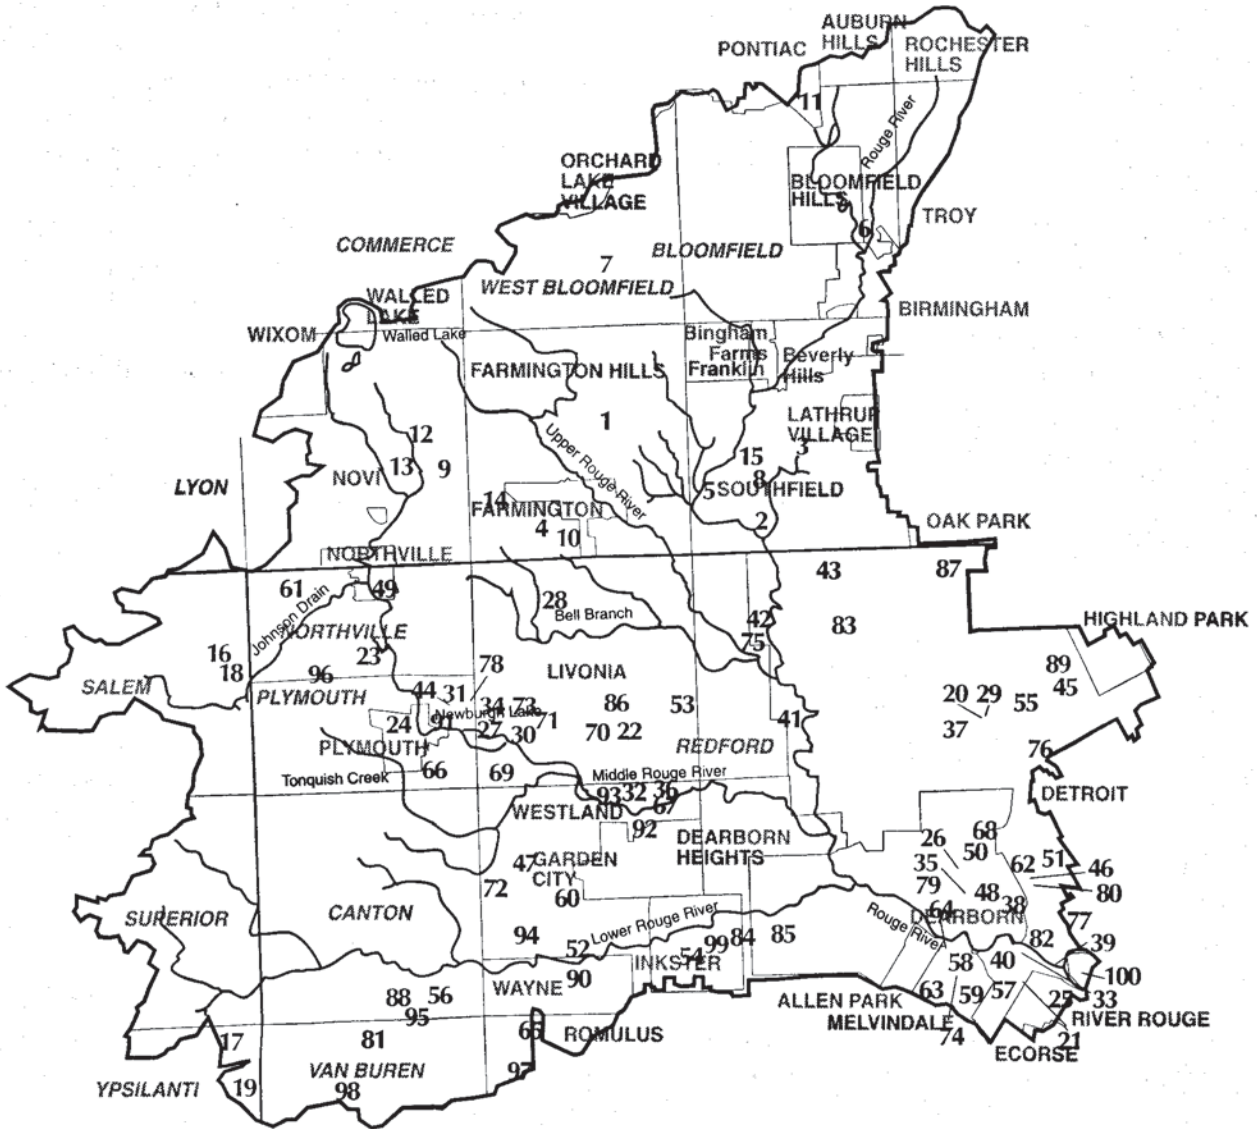 AUBURN
HILLS
PONTIAC
ROCHESTER
HILLS
11
Rouge River
ORCHARD
LAKE
VILLAGE
BLOOMFIELD
HILLS
TROY
6
COMMERCE
BLOOMFIELD
7
WEST BLOOMFIELD
WALLED
LAKE
BIRMINGHAM
WIXOM
Walled Lake
Bingham
Farms
Franklin
Beverly
Hills
FARMINGTON HILLS
1
LATHRUP
VILLAGE
12
Upper Rouge River
3
15
13
9
NOVI
8
LYON
5
SOUTHFIELD
14
FARMINGTON
4
10
2
OAK PARK
NORTHVILLE
43
87
61
49
Johnson Drain
28
Bell Branch
42
HIGHLAND PARK
NORTHVILLE
83
75
16
23
18
96
78
LIVONIA
89
45
SALEM
PLYMOUTH
44
31
20
29
34
73
86
53
55
Newburgh Lake
24
91
71
41
27
30
70
22
37
PLYMOUTH
REDFORD
76
66
69
Tonquish Creek
Middle Rouge River
93
32
36
DETROIT
WESTLAND
67
92
DEARBORN
HEIGHTS
26
68
50
47
GARDEN
CITY
35
62
51
46
72
79
48
80
60
38
64
SUPERIOR
CANTON
Lower Rouge River
Rouge River
DEARBORN
77
94
52
99
84
85
82
39
54
INKSTER
58
40
100
WAYNE
90
63
59
57
25
33
88
56
ALLEN PARK
95
MELVINDALE
RIVER ROUGE
65
ROMULUS
74
21
17
81
ECORSE
VAN BUREN
97
YPSILANTI
19
98